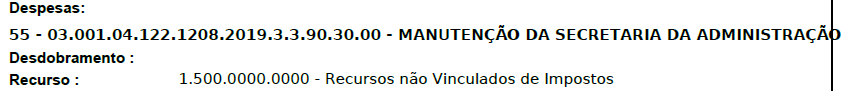 Despesas:
55 - 03.001.04.122.1208.2019.3.3.90.30.00 - MANUTENÇÃO DA SECRETARIA DA ADMINISTRAÇÃO
Desdobramento :
Recurso : 1.500.0000.0000 - Recursos não Vinculados de Impostos